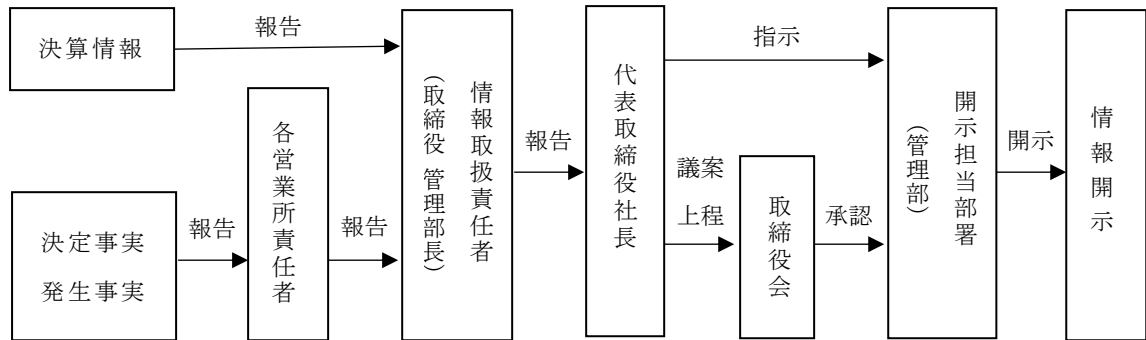 決算情報
報告
決定事実
発生事実
報告
各営業所責任者
報告
情報取扱責任者
(取締役 管理部長)
報告
代表取締役社長
指示
議案
上程
取締役会
承認
開示担当部署
(管理部)
開示
情報開示